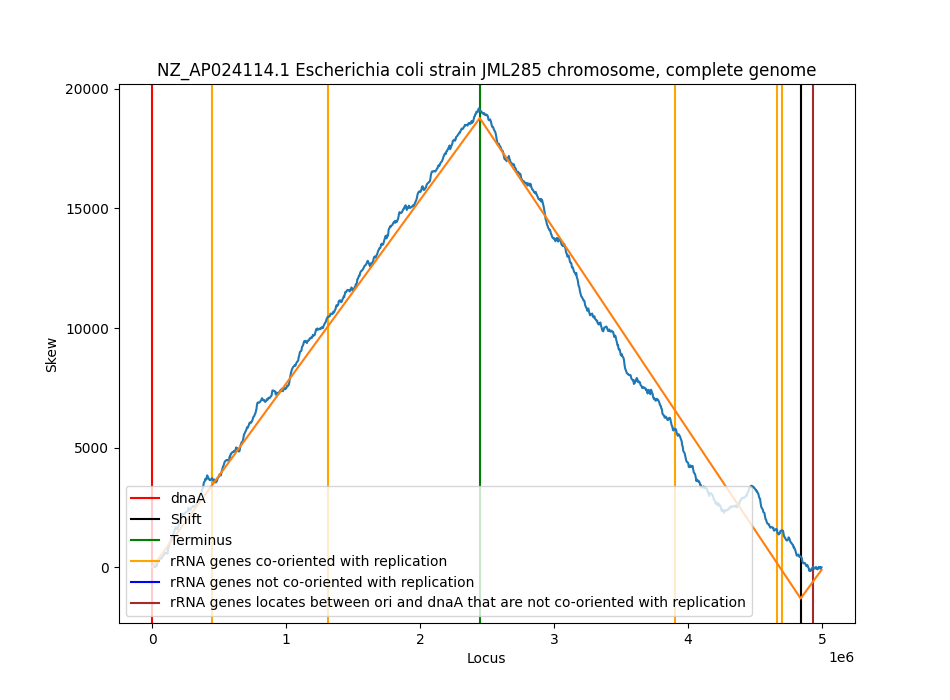 NZ_AP024114.1 Escherichia coli strain JML285 chromosome, complete genome
20000
15000
10000
5000
0
Skew
dnaA
Shift
Terminus
rRNA genes co-oriented with replication
rRNA genes not co-oriented with replication
rRNA genes locates between ori and dnaA that are not co-oriented with replication
0 1 2 3 4 5
1e6
Locus